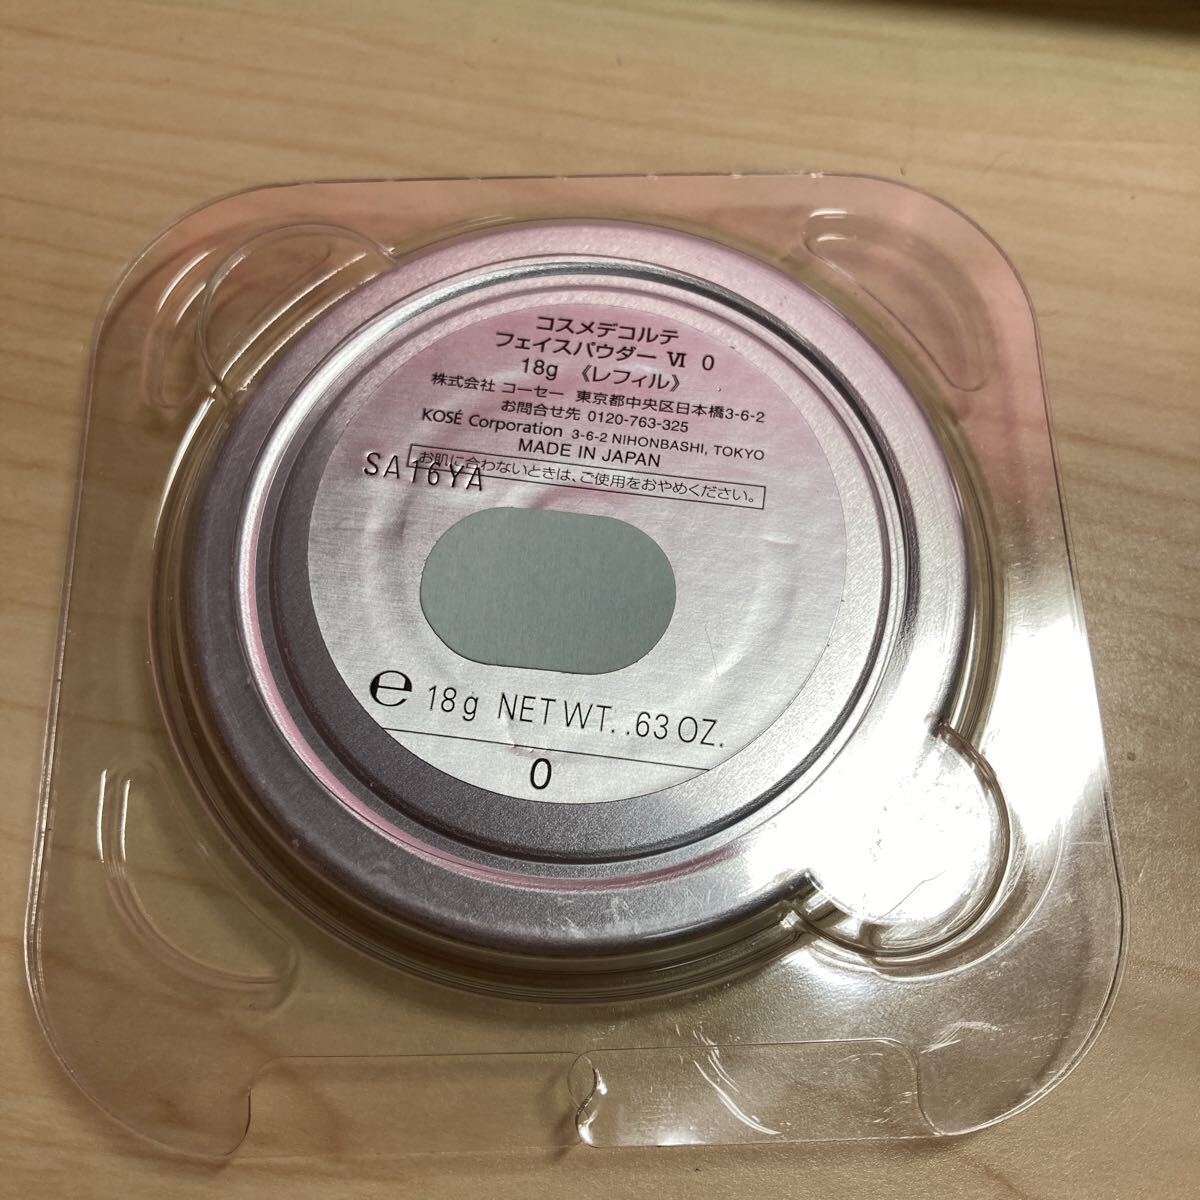 コスメデコルテ
フェイスパウダー Ⅵ 0
18g 《レフィル》
株式会社 コーセー 東京都中央区日本橋3-6-2
お問合せ先 0120-763-325
KOSÉ Corporation 3-6-2 NIHONBASHI, TOKYO
MADE IN JAPAN
お肌に合わないときは、ご使用をおやめください。
SA16YA
℮ 18g NET WT. .63 OZ.
0